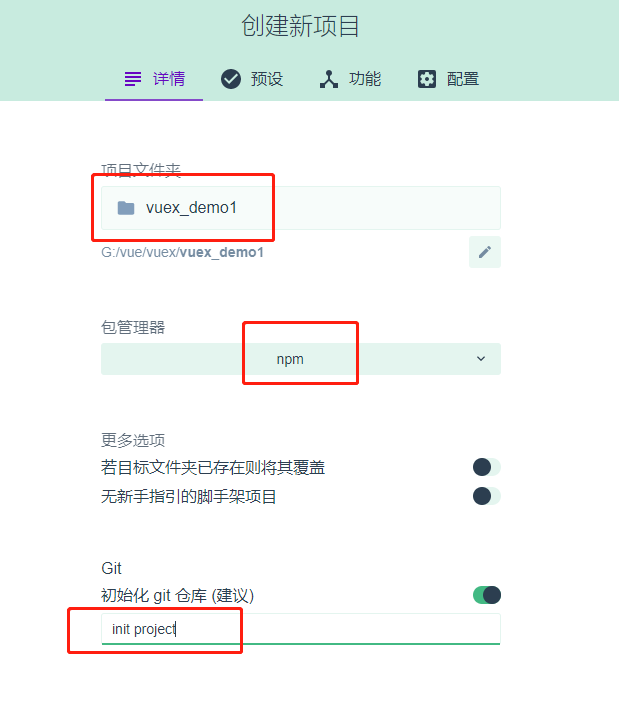 创建新项目
详情 预设 功能 配置
项目文件夹
vuex_demo1
G:/vue/vuex/vuex_demo1
包管理器
npm
更多选项
若目标文件夹已存在则将其覆盖
无新手指引的脚手架项目
Git
初始化 git 仓库 (建议)
init project